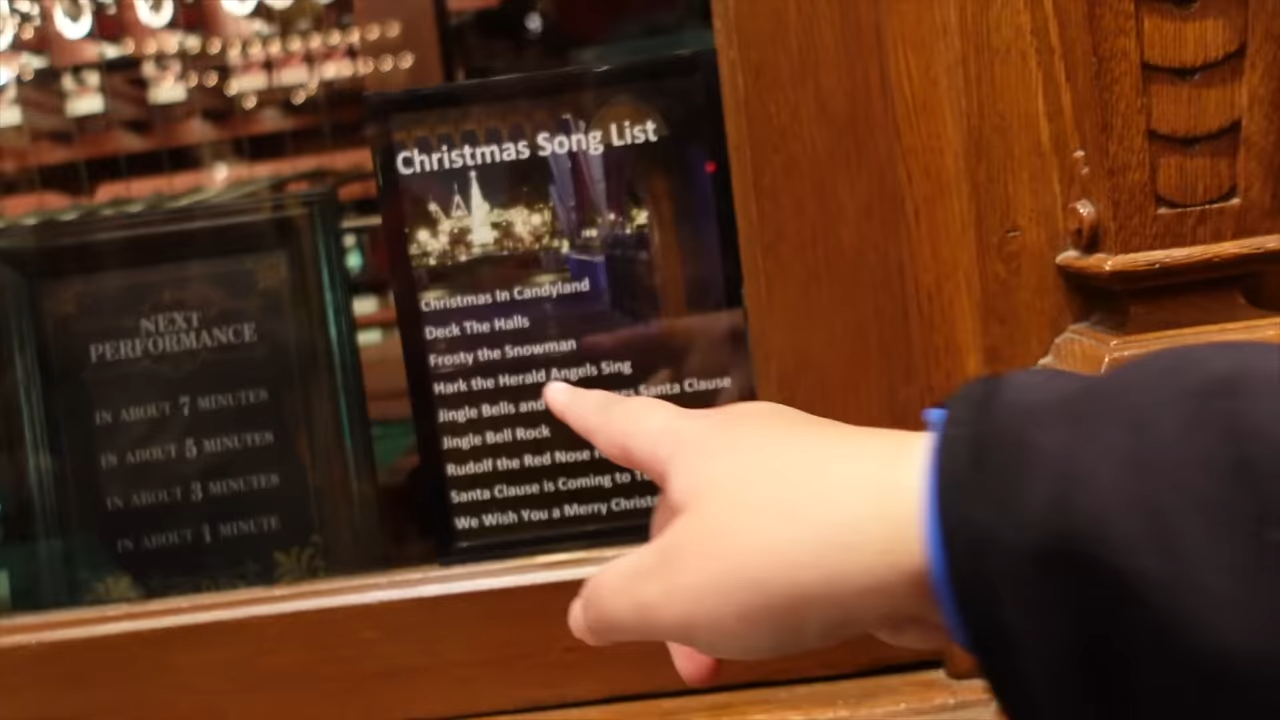 Christmas Song List
Christmas In Candyland
Deck The Halls
Frosty the Snowman
Hark the Herald Angels Sing
Jingle Bells and Santa Clause
Jingle Bell Rock
Rudolf the Red Nose
Santa Clause is Coming to
We Wish You a Merry
NEXT
PERFORMANCE
IN ABOUT 7 MINUTES
IN ABOUT 5 MINUTES
IN ABOUT 3 MINUTES
IN ABOUT 1 MINUTE